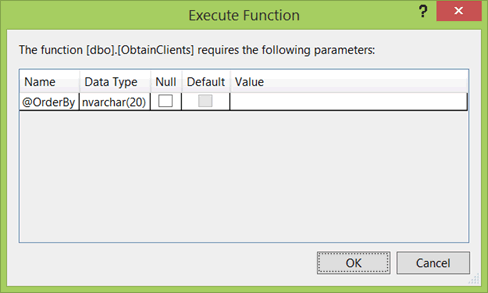 Execute Function
? ×
The function [dbo].[ObtainClients] requires the following parameters:
Name Data Type Null Default Value
@OrderBy nvarchar(20)
OK Cancel